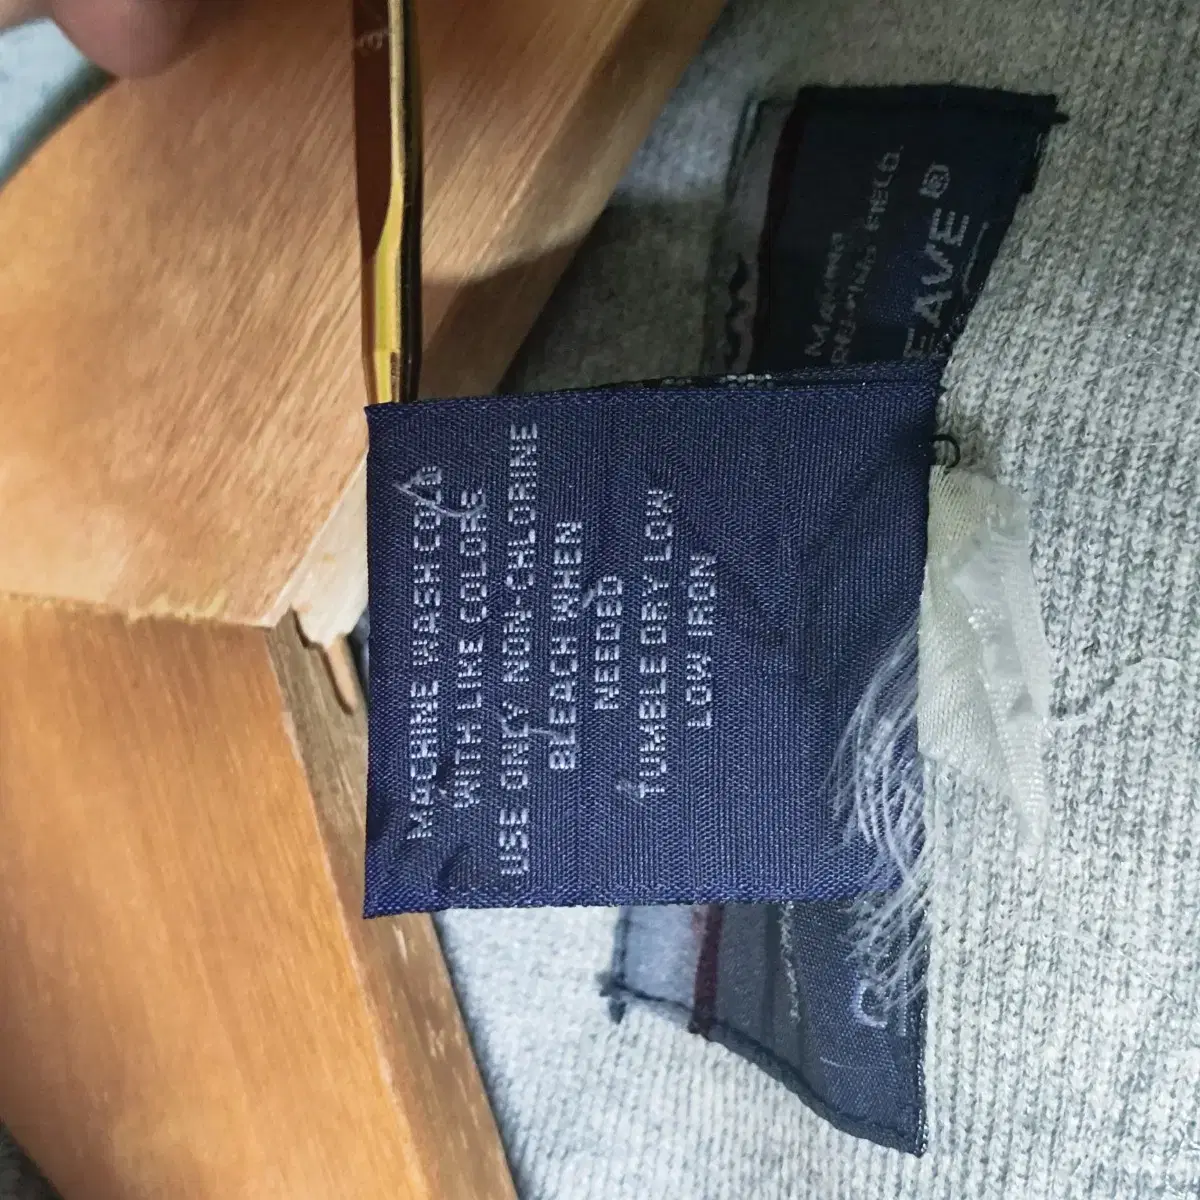 MACHINE WASH COLD
WITH LIKE COLORS
USE ONLY NON-CHLORINE
BLEACH WHEN
NEEDED
TUMBLE DRY LOW
LOW IRON
FIELD.
EAVE®